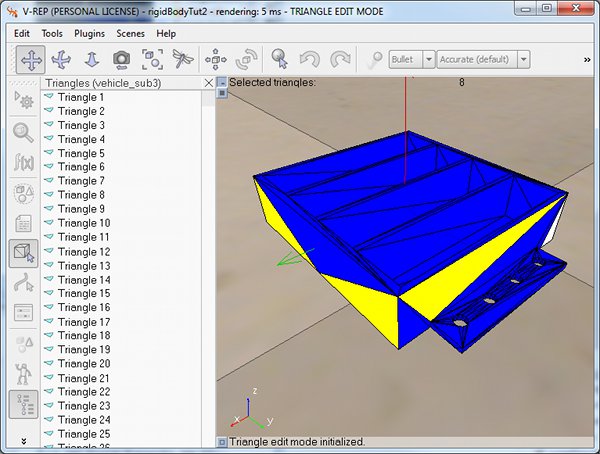 V-REP (PERSONAL LICENSE) - rigidBodyTut2 - rendering: 5 ms - TRIANGLE EDIT MODE
Edit Tools Plugins Scenes Help
Bullet Accurate (default) »
f(x)
Triangles (vehicle_sub3)
Selected triangles: 8
Triangle 1
Triangle 2
Triangle 3
Triangle 4
Triangle 5
Triangle 6
Triangle 7
Triangle 8
Triangle 9
Triangle 10
Triangle 11
Triangle 12
Triangle 13
Triangle 14
Triangle 15
Triangle 16
Triangle 17
Triangle 18
Triangle 19
Triangle 20
Triangle 21
Triangle 22
Triangle 23
Triangle 24
Triangle 25
Triangle 26
z
x
y
Triangle edit mode initialized.